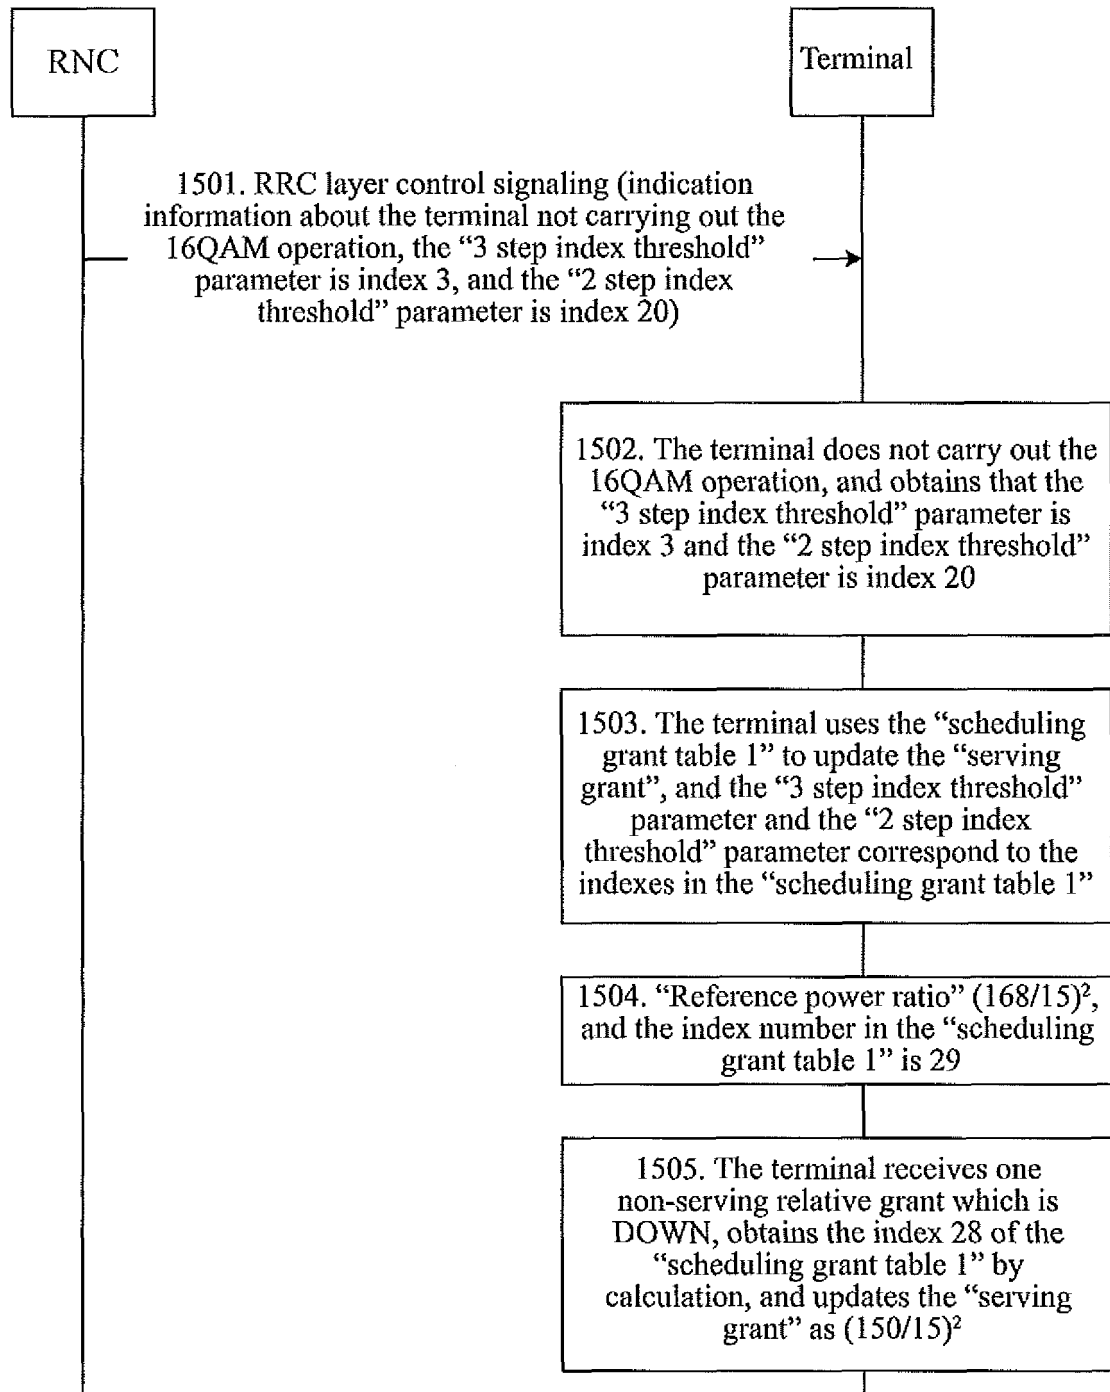 RNC
Terminal
1501. RRC layer control signaling (indication
information about the terminal not carrying out the
16QAM operation, the “3 step index threshold”
parameter is index 3, and the “2 step index
threshold” parameter is index 20)
1502. The terminal does not carry out the
16QAM operation, and obtains that the
“3 step index threshold” parameter is
index 3 and the “2 step index threshold”
parameter is index 20
1503. The terminal uses the “scheduling
grant table 1” to update the “serving
grant”, and the “3 step index threshold”
parameter and the “2 step index
threshold” parameter correspond to the
indexes in the “scheduling grant table 1”
1504. “Reference power ratio” (168/15)²,
and the index number in the “scheduling
grant table 1” is 29
1505. The terminal receives one
non-serving relative grant which is
DOWN, obtains the index 28 of the
“scheduling grant table 1” by
calculation, and updates the “serving
grant” as (150/15)²